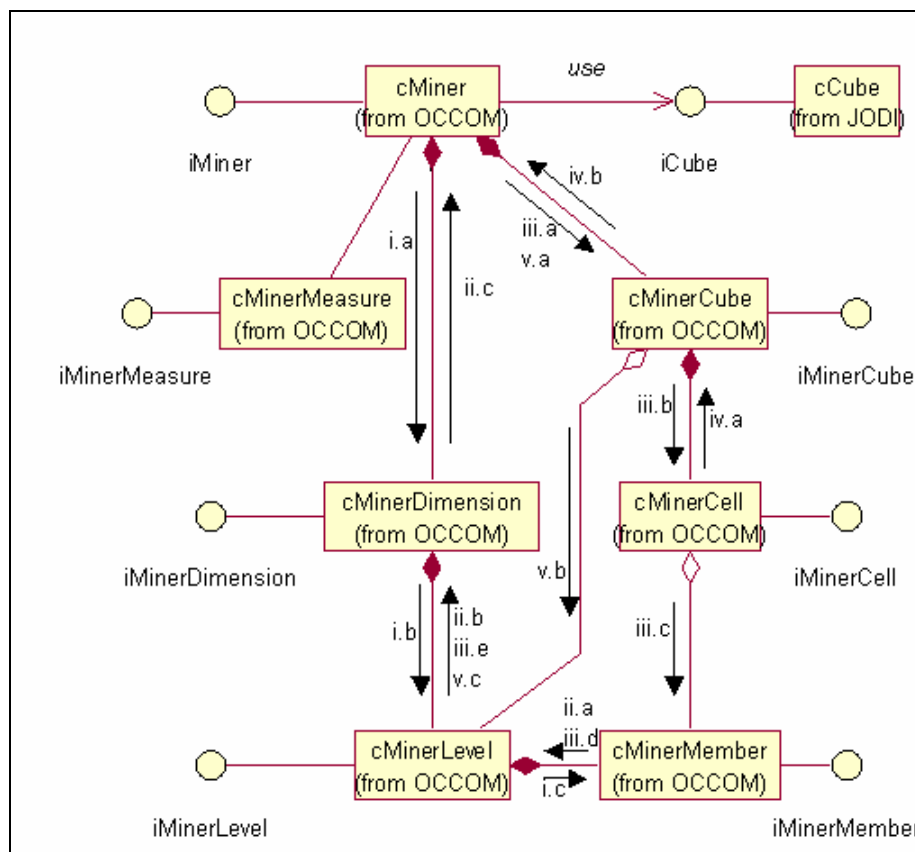 use
cMiner
(from OCCOM)
cCube
(from JODI)
iMiner
iCube
iv.b
iii.a
v.a
i.a
ii.c
cMinerMeasure
(from OCCOM)
cMinerCube
(from OCCOM)
iMinerMeasure
iMinerCube
iii.b
iv.a
cMinerDimension
(from OCCOM)
cMinerCell
(from OCCOM)
iMinerDimension
iMinerCell
v.b
i.b
ii.b
iii.e
v.c
iii.c
ii.a
iii.d
i.c
cMinerLevel
(from OCCOM)
cMinerMember
(from OCCOM)
iMinerLevel
iMinerMember